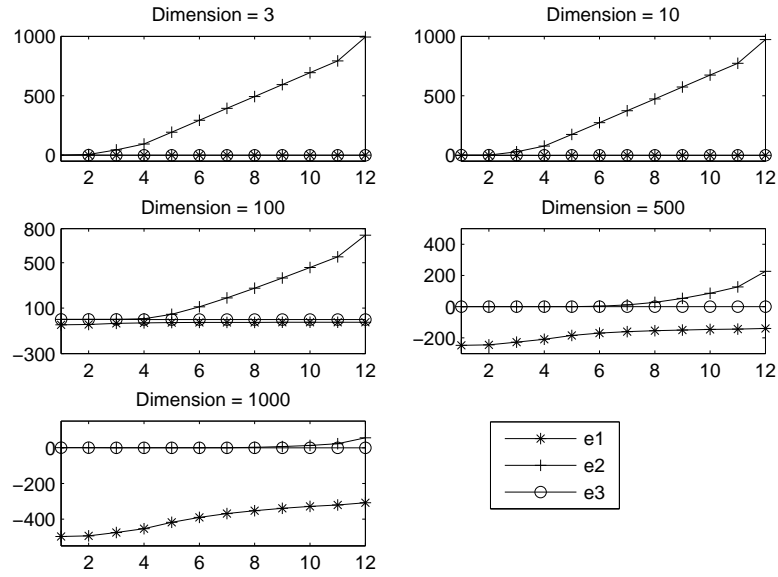 Dimension = 3
1000
500
0
2 4 6 8 10 12
Dimension = 10
1000
500
0
2 4 6 8 10 12
Dimension = 100
800
500
100
−300
2 4 6 8 10 12
Dimension = 500
400
200
0
−200
2 4 6 8 10 12
Dimension = 1000
0
−200
−400
2 4 6 8 10 12
e1
e2
e3